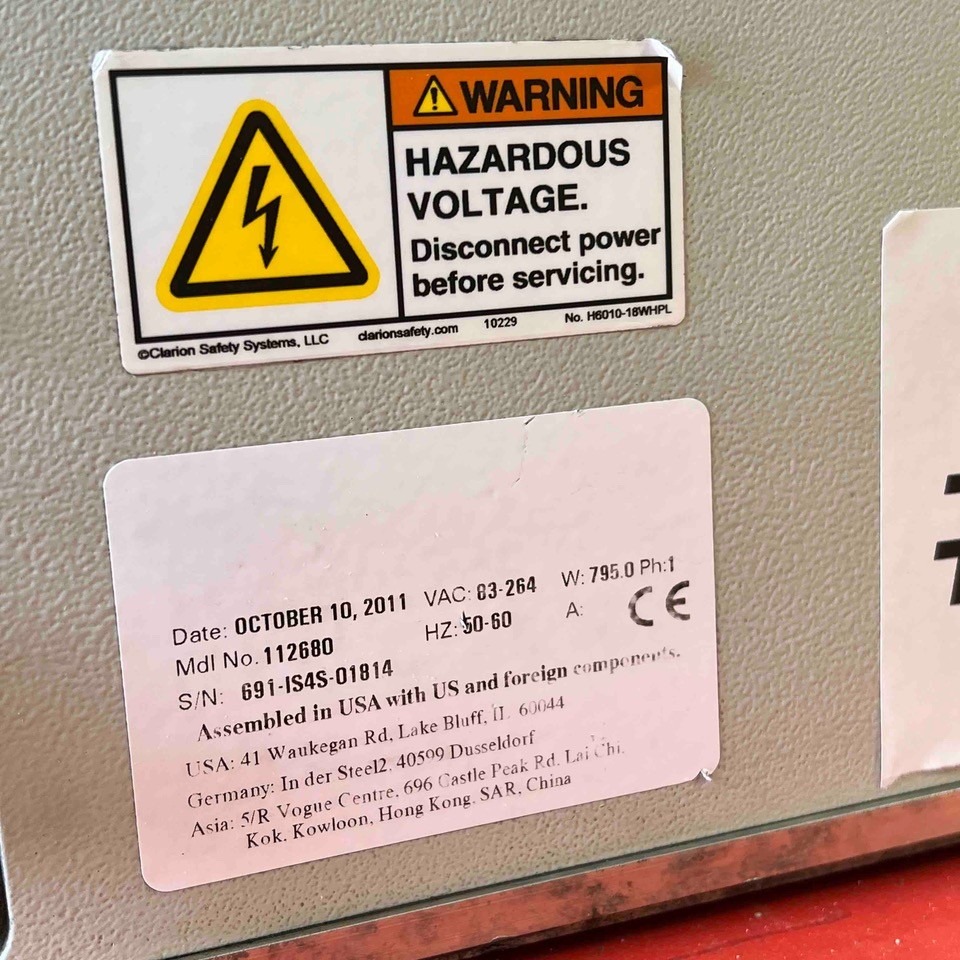 WARNING
HAZARDOUS
VOLTAGE.
Disconnect power
before servicing.
©Clarion Safety Systems, LLC clarionsafety.com 10229 No. H6010-18WHPL
Date: OCTOBER 10, 2011 VAC: 83-264 W: 795.0 Ph:1
Mdl No. 112680 HZ: 50-60 A: CE
S/N: 691-IS4S-01814
Assembled in USA with US and foreign components.
USA: 41 Waukegan Rd, Lake Bluff, IL 60044
Germany: In der Steel2, 40599 Dusseldorf
Asia: 5/R Vogue Centre, 696 Castle Peak Rd. Lai Chi,
Kok, Kowloon, Hong Kong, SAR, China